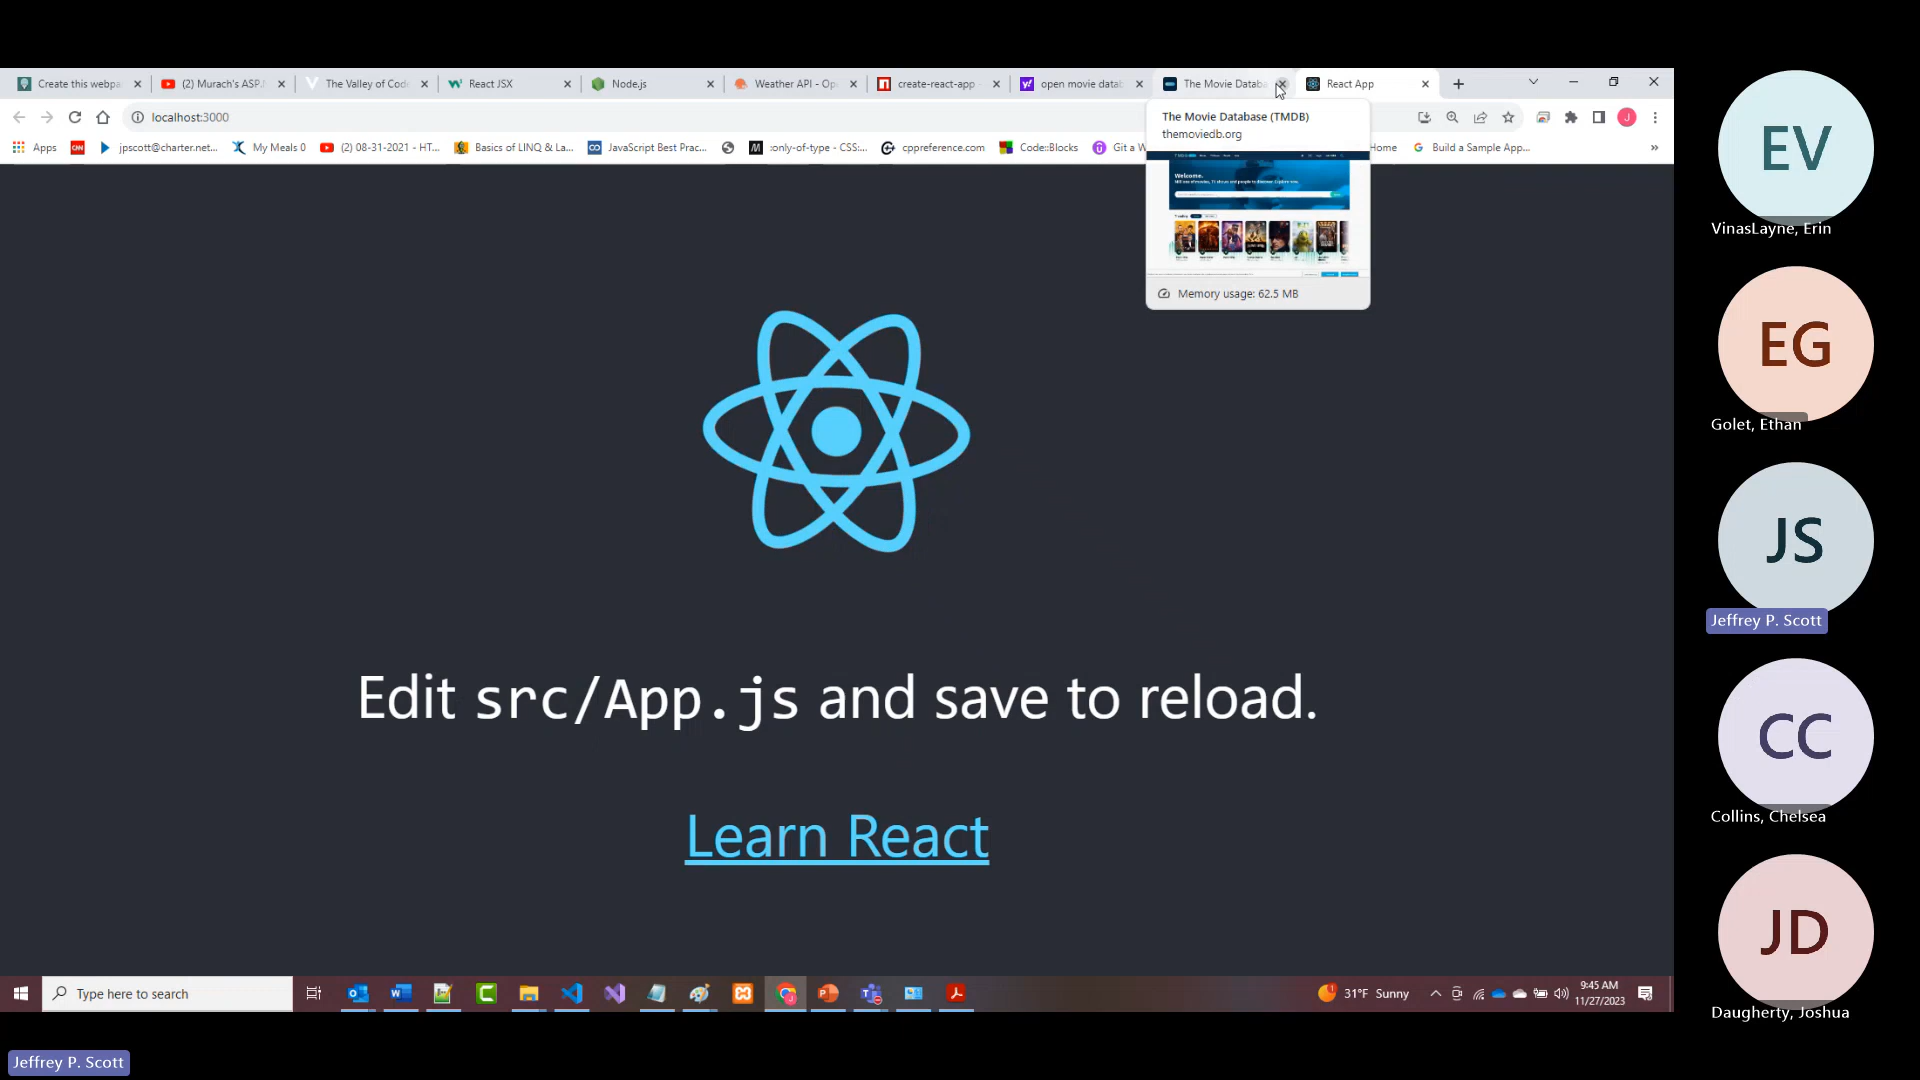 Create this webpa
(2) Murach's ASP.
The Valley of Code
React JSX
Node.js
Weather API - Op
create-react-app
open movie datab
The Movie Databa
React App
localhost:3000
The Movie Database (TMDB)
themoviedb.org
Welcome.
Memory usage: 62.5 MB
Apps
CNN
jpscott@charter.net...
My Meals 0
(2) 08-31-2021 - HT...
Basics of LINQ & La...
JavaScript Best Prac...
:only-of-type - CSS:...
cppreference.com
Code::Blocks
Git a W
Home
Build a Sample App...
»
Edit src/App.js and save to reload.
Learn React
Type here to search
31°F Sunny
9:45 AM
11/27/2023
EV
VinasLayne, Erin
EG
Golet, Ethan
JS
Jeffrey P. Scott
CC
Collins, Chelsea
JD
Daugherty, Joshua
Jeffrey P. Scott